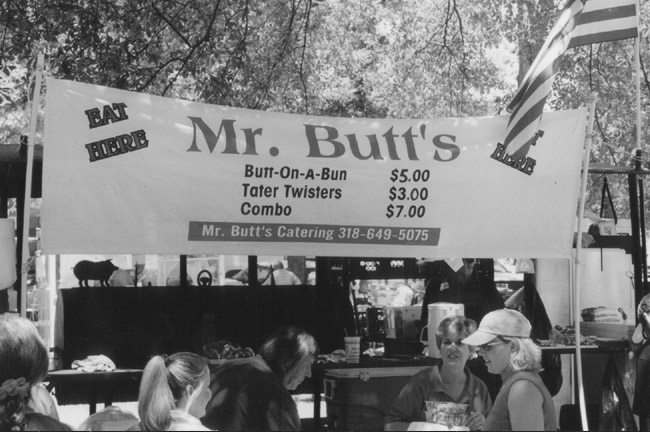 EAT
HERE
Mr. Butt's
HERE
Butt-On-A-Bun $5.00
Tater Twisters $3.00
Combo $7.00
Mr. Butt's Catering 318-649-5075